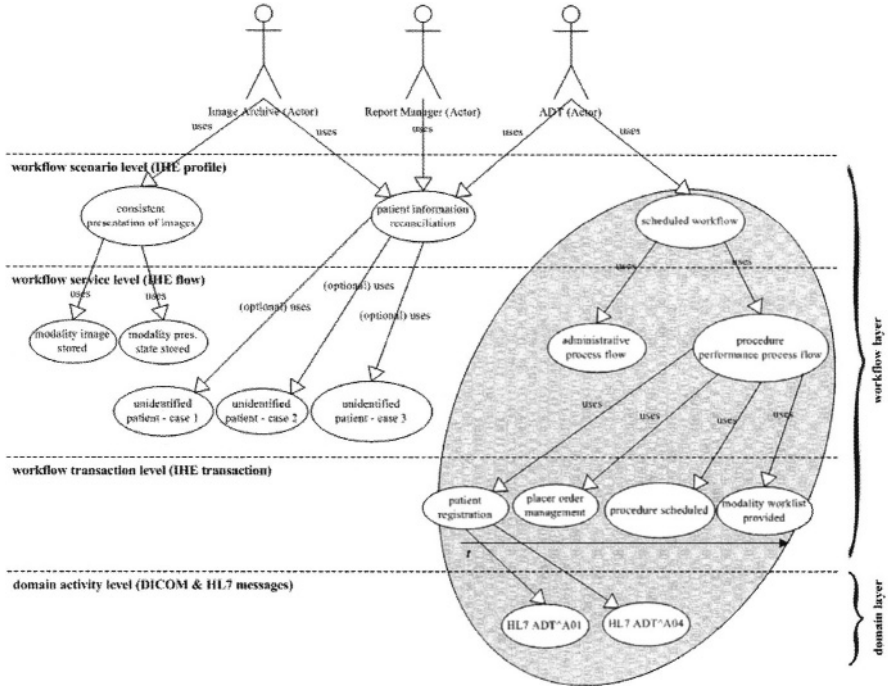 Image Archive (Actor)
Report Manager (Actor)
ADT (Actor)
uses
uses
uses
uses
uses
workflow scenario level (IHE profile)
consistent
presentation of images
patient information
reconciliation
scheduled workflow
workflow service level (IHE flow)
uses
uses
(optional) uses
(optional) uses
(optional) uses
uses
uses
modality image
stored
modality pres.
state stored
administrative
process flow
procedure
performance process flow
unidentified
patient - case 1
unidentified
patient - case 2
unidentified
patient - case 3
uses
uses
uses
uses
workflow transaction level (IHE transaction)
patient
registration
placer order
management
procedure scheduled
modality worklist
provided
t
domain activity level (DICOM & HL7 messages)
HL7 ADT^A01
HL7 ADT^A04
workflow layer
domain layer